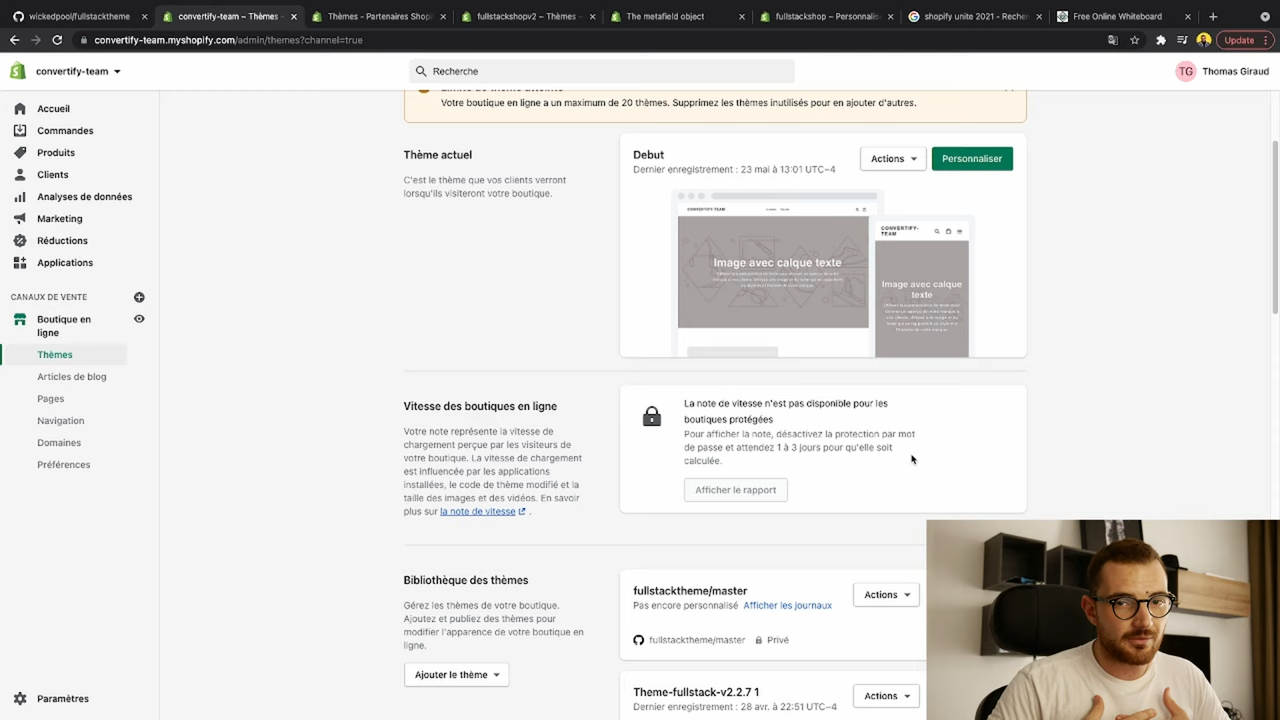 wickedpool/fullstacktheme
convertify-team ~ Thèmes ~
Thèmes - Partenaires Shopi
fullstackshopv2 ~ Thèmes ~
The metafield object
fullstackshop ~ Personnalise
shopify unite 2021 - Recher
Free Online Whiteboard
convertify-team.myshopify.com/admin/themes?channel=true
Update
convertify-team
Recherche
TG
Thomas Giraud
Accueil
Commandes
Produits
Clients
Analyses de données
Marketing
Réductions
Applications
CANAUX DE VENTE
Boutique en
ligne
Thèmes
Articles de blog
Pages
Navigation
Domaines
Préférences
Paramètres
Votre boutique en ligne a un maximum de 20 thèmes. Supprimez les thèmes inutilisés pour en ajouter d'autres.
Thème actuel
C'est le thème que vos clients verront
lorsqu'ils visiteront votre boutique.
Debut
Dernier enregistrement : 23 mai à 13:01 UTC−4
Actions
Personnaliser
CONVERTIFY-TEAM
Image avec calque texte
CONVERTIFY-
TEAM
Image avec calque
texte
Vitesse des boutiques en ligne
Votre note représente la vitesse de
chargement perçue par les visiteurs de
votre boutique. La vitesse de chargement
est influencée par les applications
installées, le code de thème modifié et la
taille des images et des vidéos. En savoir
plus sur la note de vitesse .
La note de vitesse n'est pas disponible pour les
boutiques protégées
Pour afficher la note, désactivez la protection par mot
de passe et attendez 1 à 3 jours pour qu'elle soit
calculée.
Afficher le rapport
Bibliothèque des thèmes
Gérez les thèmes de votre boutique.
Ajoutez et publiez des thèmes pour
modifier l'apparence de votre boutique en
ligne.
Ajouter le thème
fullstacktheme/master
Pas encore personnalisé Afficher les journaux
Actions
fullstacktheme/master Privé
Theme-fullstack-v2.2.7 1
Dernier enregistrement : 28 avr. à 22:51 UTC−4
Actions